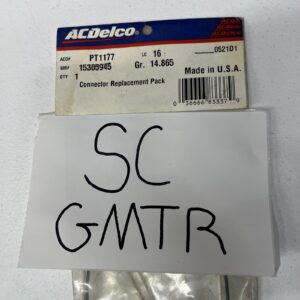 ACDelco
ACD# PT1177 LC 16 : ____0521D1
GM# 15305945 Gr. 14.865
QTY 1 Made in U.S.A.
Connector Replacement Pack
SC
GMTR